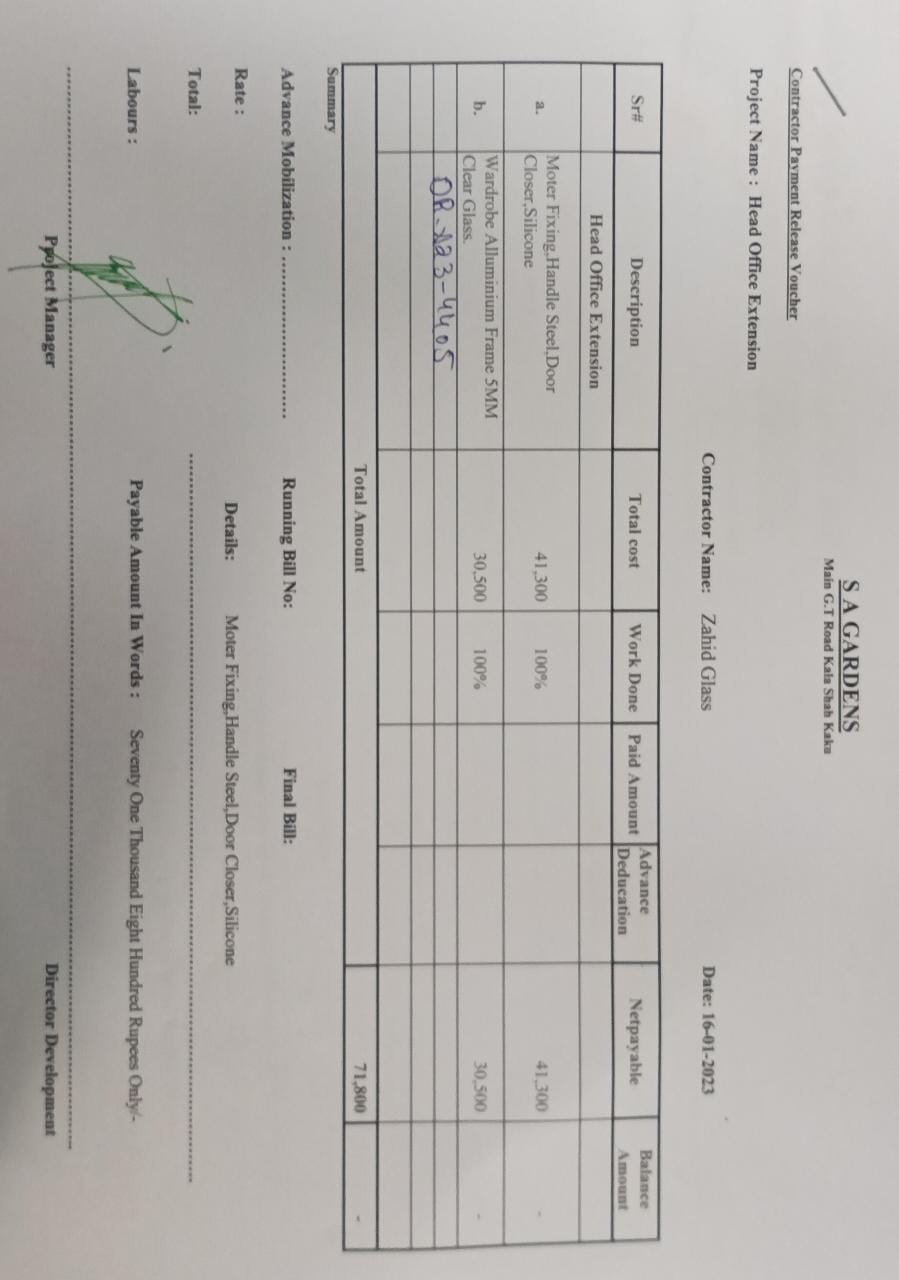 S A GARDENS
Main G.T Road Kala Shah Kaku
Contractor Payment Release Voucher
Project Name : Head Office Extension
Contractor Name: Zahid Glass Date: 16-01-2023
Sr# Description Total cost Work Done Paid Amount Advance Deducation Netpayable Balance Amount
Head Office Extension
a. Moter Fixing,Handle Steel,Door Closer,Silicone 41,300 100% 41,300 -
b. Wardrobe Alluminium Frame 5MM Clear Glass. 30,500 100% 30,500 -
Total Amount 71,800 -
Summary
Advance Mobilization : ........................ Running Bill No: Final Bill:
Rate : Details: Moter Fixing,Handle Steel,Door Closer,Silicone
Total:
Labours : Payable Amount In Words : Seventy One Thousand Eight Hundred Rupees Only/-
Project Manager Director Development